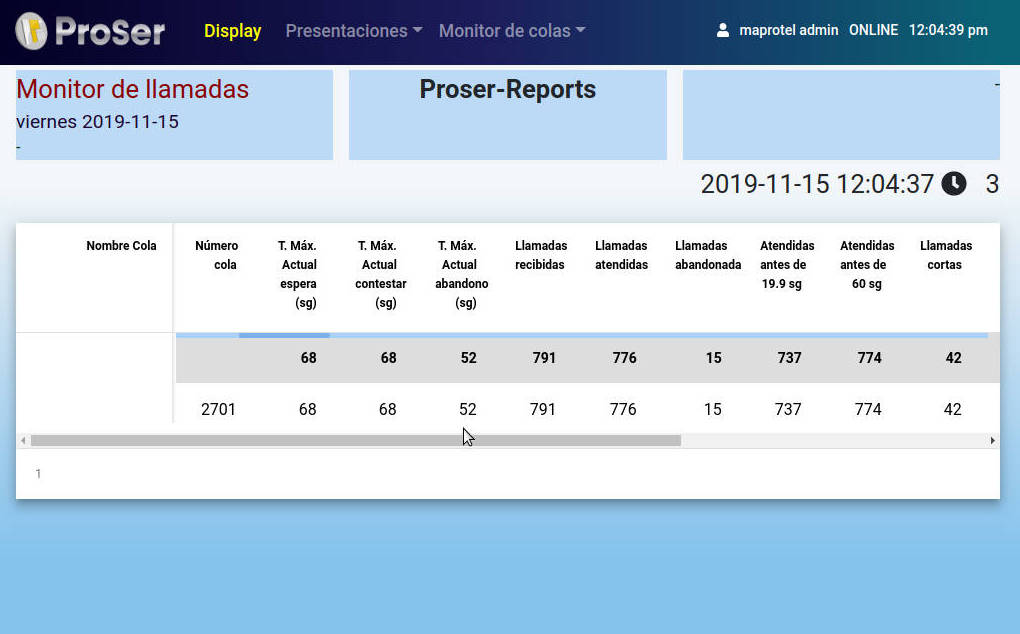 ProSer Display Presentaciones Monitor de colas maprotel admin ONLINE 12:04:39 pm
Monitor de llamadas
viernes 2019-11-15
-
Proser-Reports
-
2019-11-15 12:04:37 3
Nombre Cola
Número
cola
T. Máx.
Actual
espera
(sg)
T. Máx.
Actual
contestar
(sg)
T. Máx.
Actual
abandono
(sg)
Llamadas
recibidas
Llamadas
atendidas
Llamadas
abandonada
Atendidas
antes de
19.9 sg
Atendidas
antes de
60 sg
Llamadas
cortas
68 68 52 791 776 15 737 774 42
2701 68 68 52 791 776 15 737 774 42
1